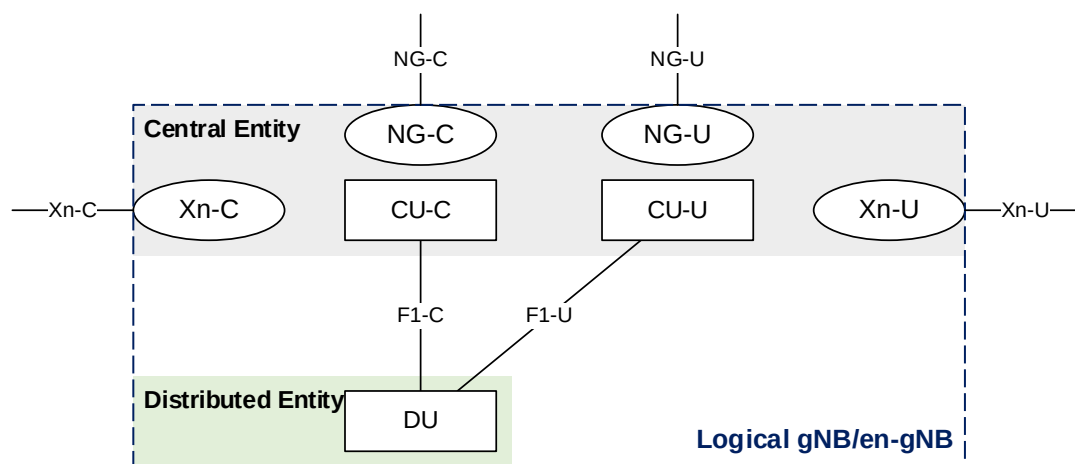 NG-C
NG-U
Central Entity
NG-C
NG-U
Xn-C
Xn-C
CU-C
CU-U
Xn-U
Xn-U
F1-C
F1-U
Distributed Entity
DU
Logical gNB/en-gNB